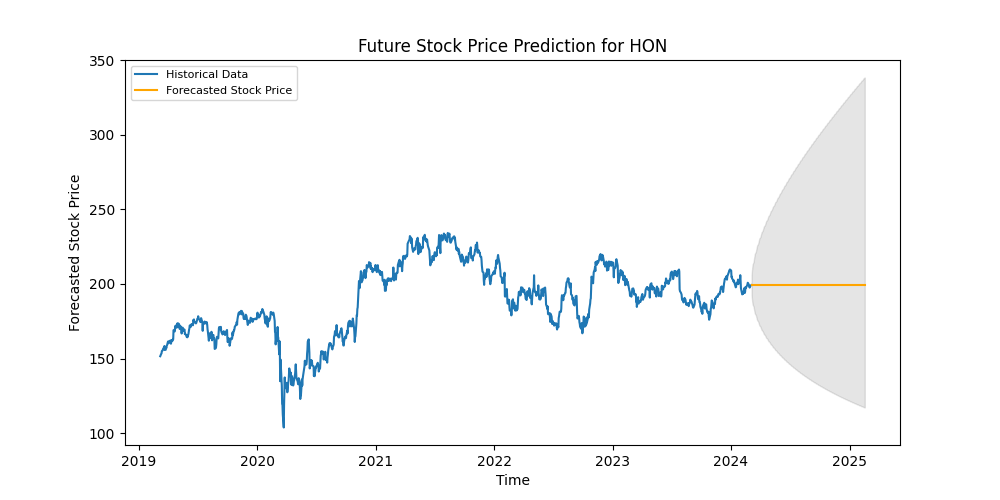 Future Stock Price Prediction for HON
Historical Data
Forecasted Stock Price
Forecasted Stock Price
350
300
250
200
150
100
2019
2020
2021
2022
2023
2024
2025
Time